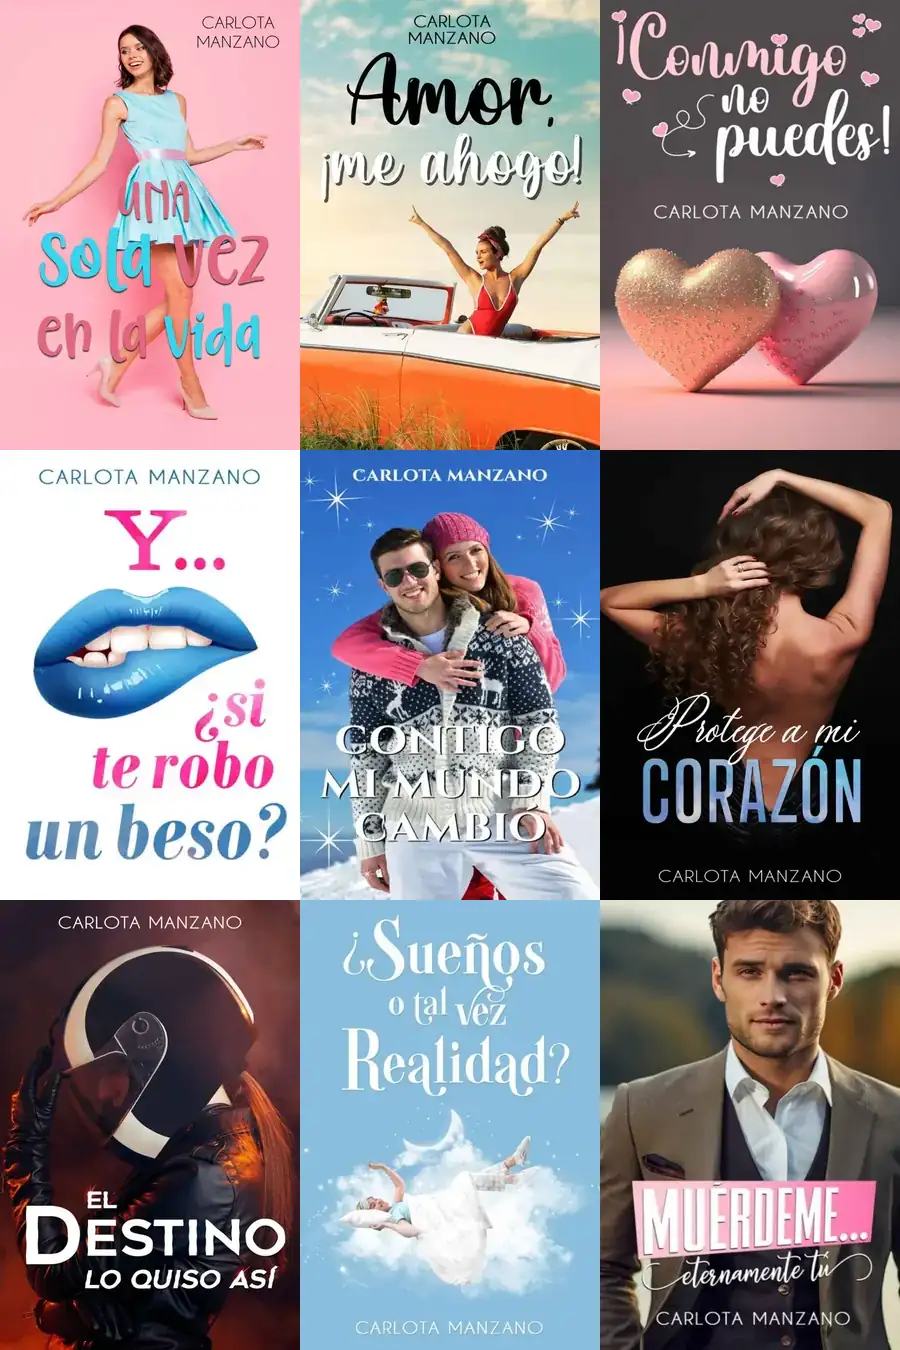 CARLOTA
MANZANO
UNA
sola vez
en la vida
CARLOTA
MANZANO
Amor,
¡me ahogo!
¡Conmigo
no
puedes!
CARLOTA MANZANO
CARLOTA MANZANO
Y...
¿si
te robo
un beso?
CARLOTA MANZANO
CONTIGO
MI MUNDO
CAMBIO
Protege a mi
CORAZÓN
CARLOTA MANZANO
CARLOTA MANZANO
EL
DESTINO
LO QUISO ASÍ
¿Sueños
o tal vez
Realidad?
CARLOTA MANZANO
MUÉRDEME...
eternamente tú
CARLOTA MANZANO